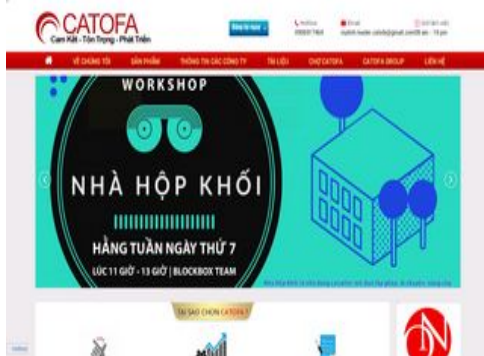 CATOFA
Cam Kết - Tôn Trọng - Phát Triển
Hotline
Email
VỀ CHÚNG TÔI
SẢN PHẨM
THÔNG TIN CÁC CÔNG TY
TÀI LIỆU
CHỢ CATOFA
CATOFA GROUP
LIÊN HỆ
WORKSHOP
NHÀ HỘP KHỐI
HẰNG TUẦN NGÀY THỨ 7
LÚC 11 GIỜ - 13 GIỜ | BLOCKBOX TEAM
TẠI SAO CHỌN CATOFA ?